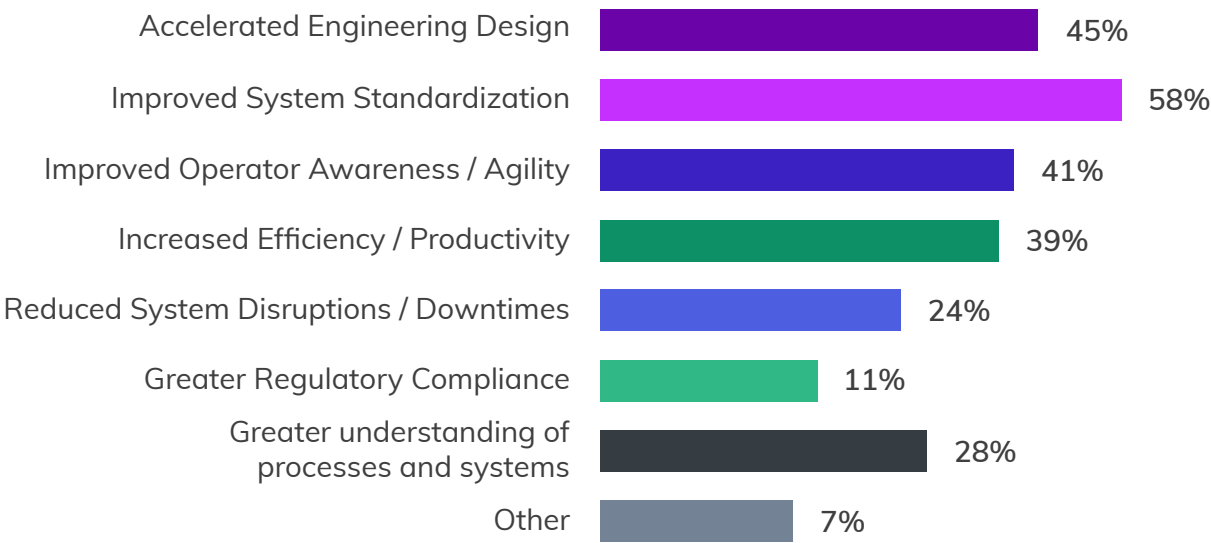 Accelerated Engineering Design 45%
Improved System Standardization 58%
Improved Operator Awareness / Agility 41%
Increased Efficiency / Productivity 39%
Reduced System Disruptions / Downtimes 24%
Greater Regulatory Compliance 11%
Greater understanding of
processes and systems 28%
Other 7%